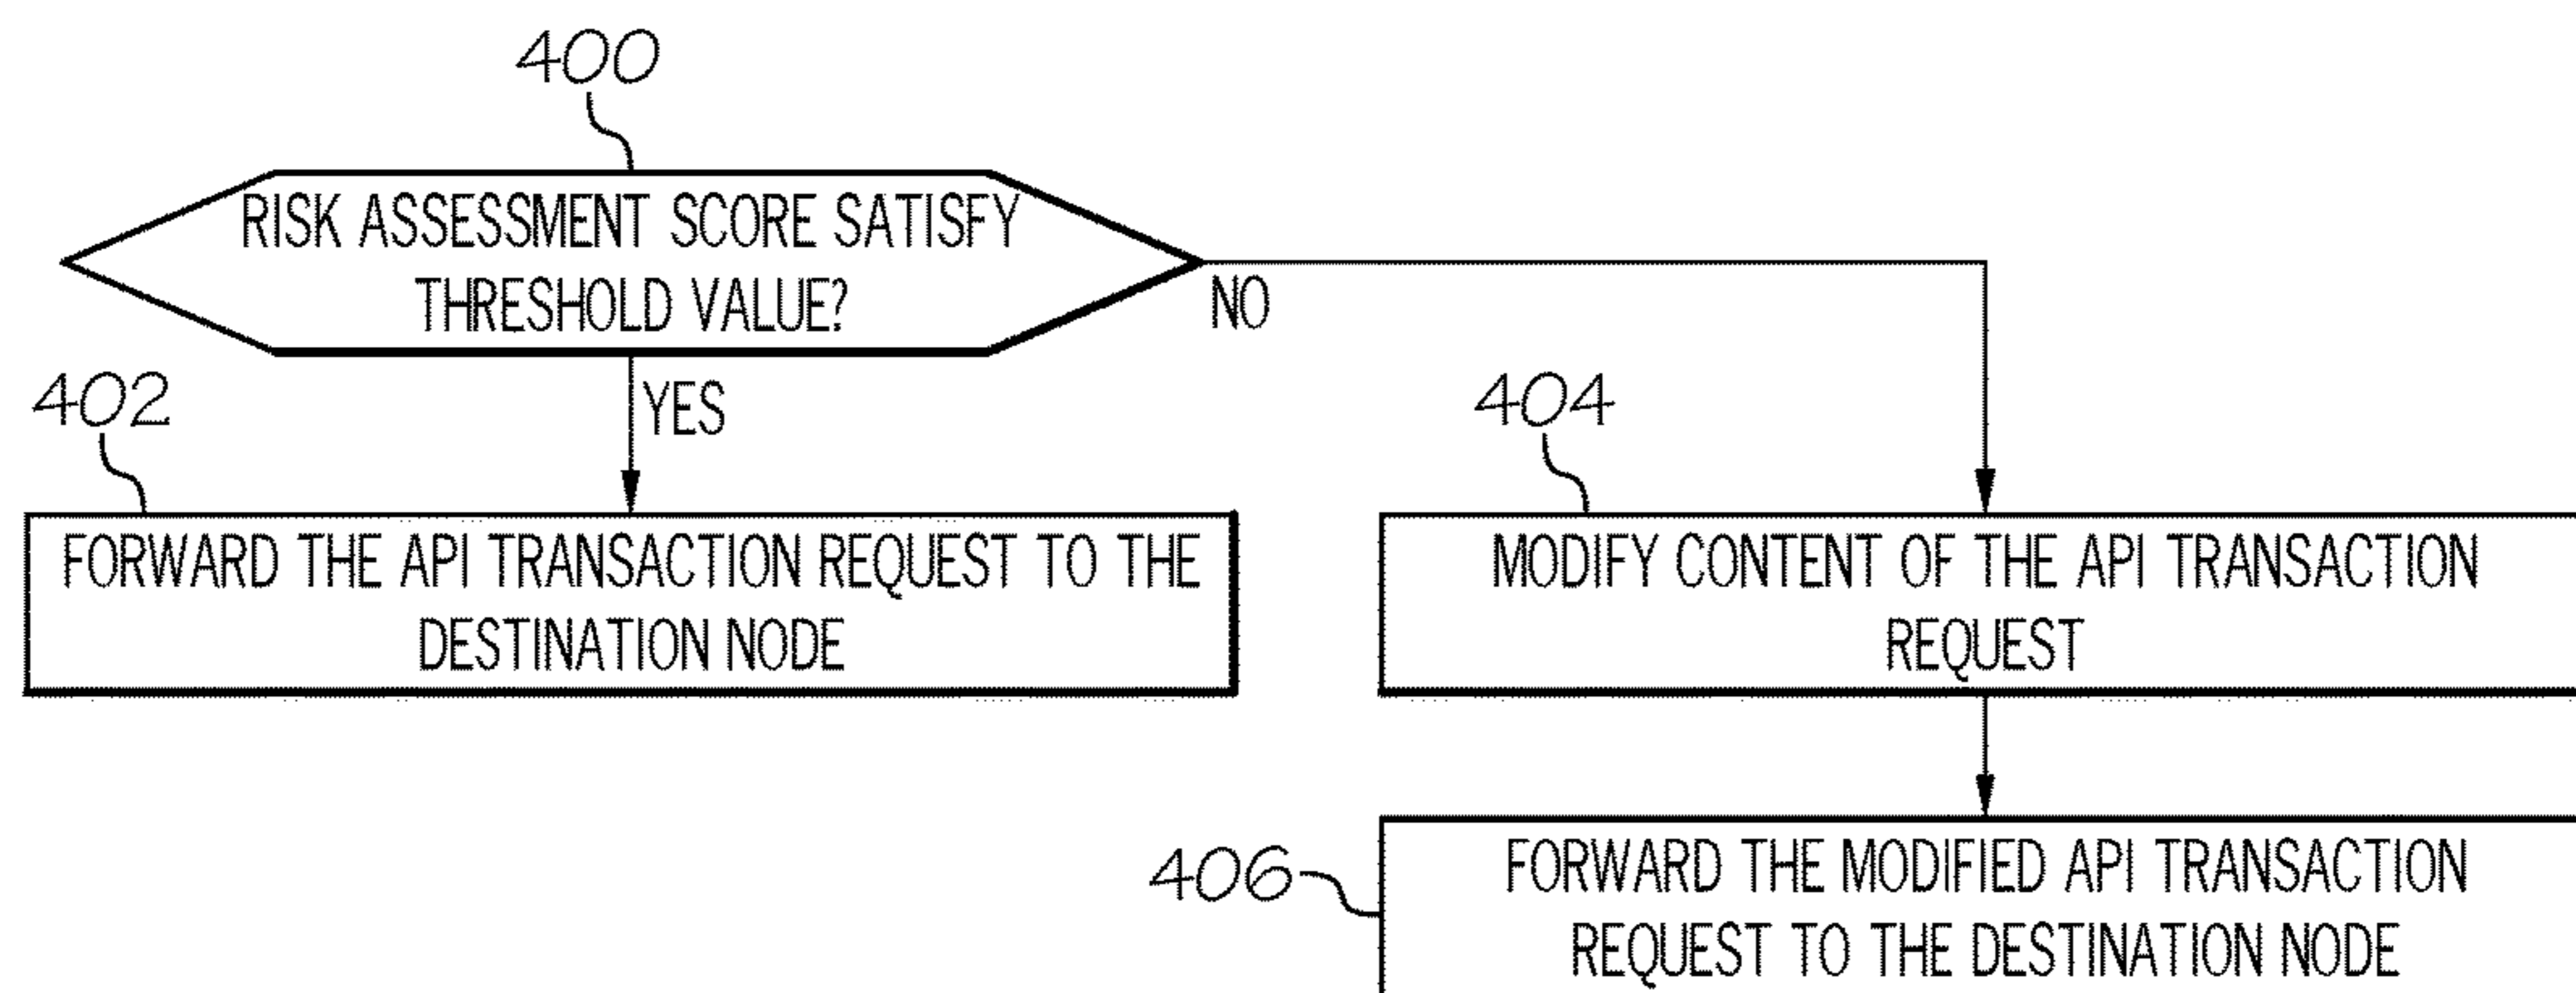 400
RISK ASSESSMENT SCORE SATISFY
THRESHOLD VALUE?
NO
YES
402
FORWARD THE API TRANSACTION REQUEST TO THE
DESTINATION NODE
404
MODIFY CONTENT OF THE API TRANSACTION
REQUEST
406
FORWARD THE MODIFIED API TRANSACTION
REQUEST TO THE DESTINATION NODE